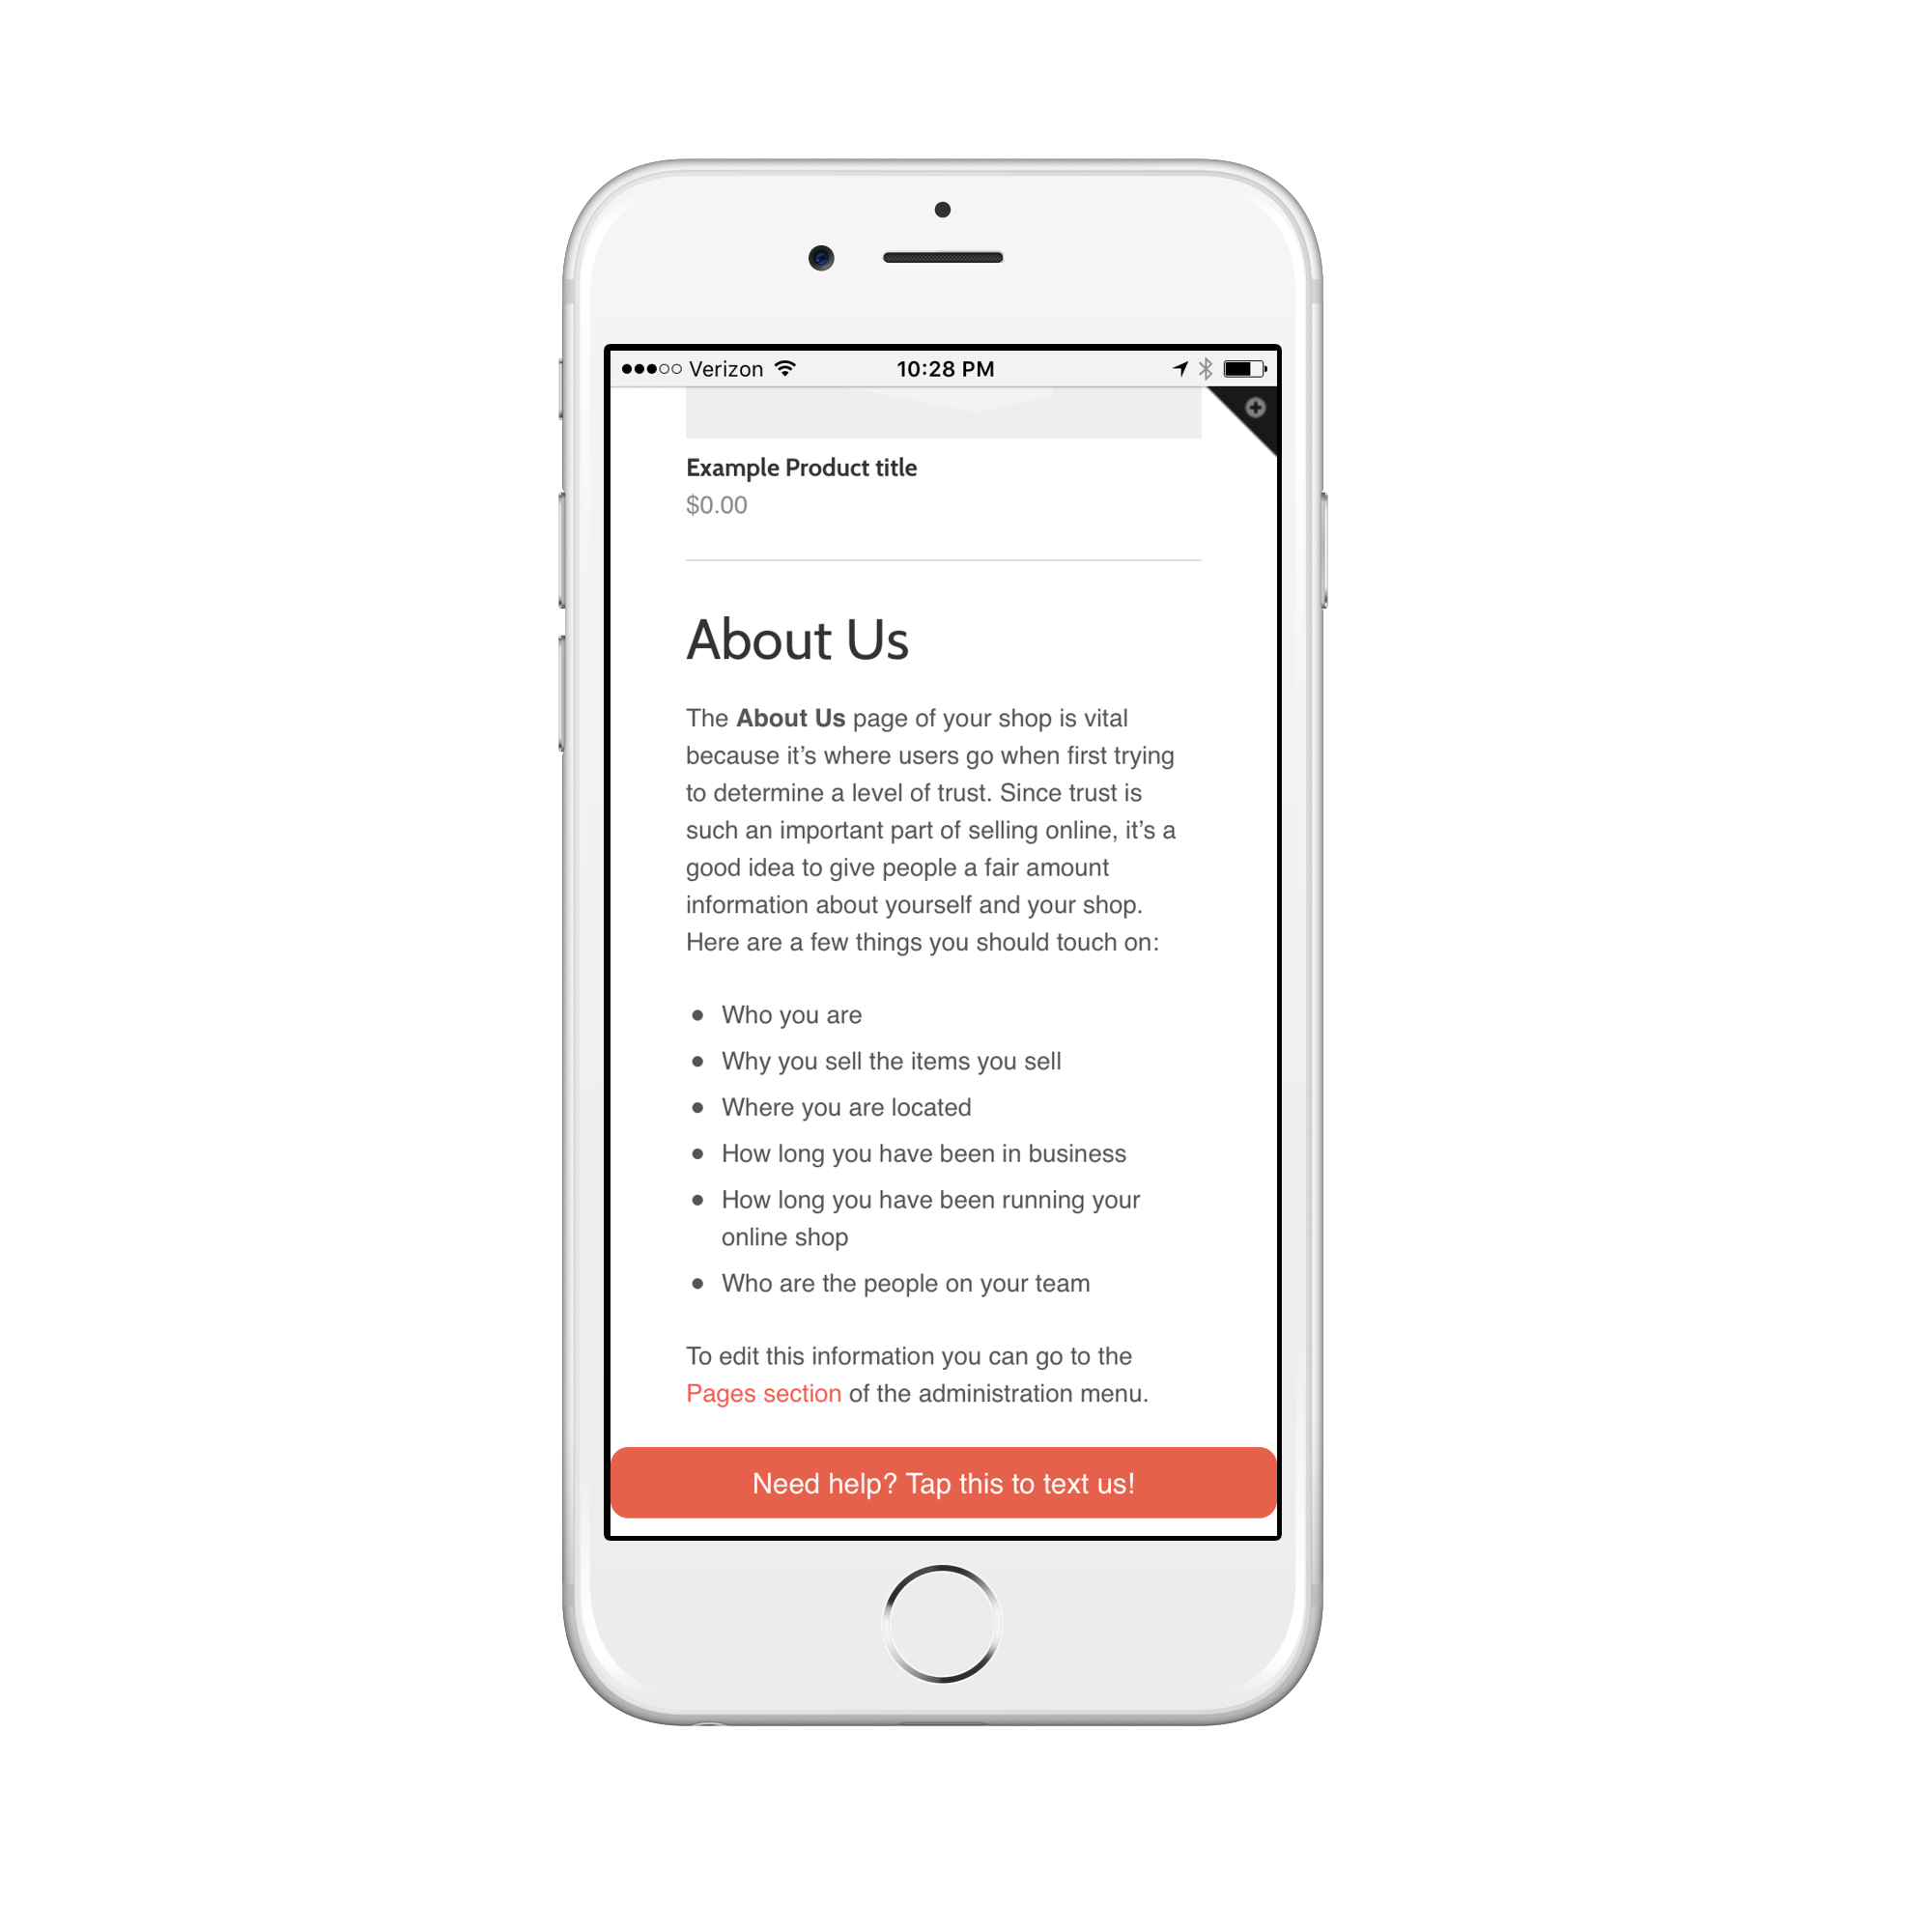 Verizon 10:28 PM
Example Product title
$0.00
About Us
The About Us page of your shop is vital
because it’s where users go when first trying
to determine a level of trust. Since trust is
such an important part of selling online, it’s a
good idea to give people a fair amount
information about yourself and your shop.
Here are a few things you should touch on:
Who you are
Why you sell the items you sell
Where you are located
How long you have been in business
How long you have been running your
online shop
Who are the people on your team
To edit this information you can go to the
Pages section of the administration menu.
Need help? Tap this to text us!